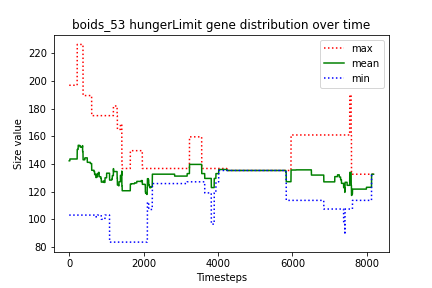 boids_53 hungerLimit gene distribution over time
max
mean
min
Size value
220
200
180
160
140
120
100
80
0
2000
4000
6000
8000
Timesteps